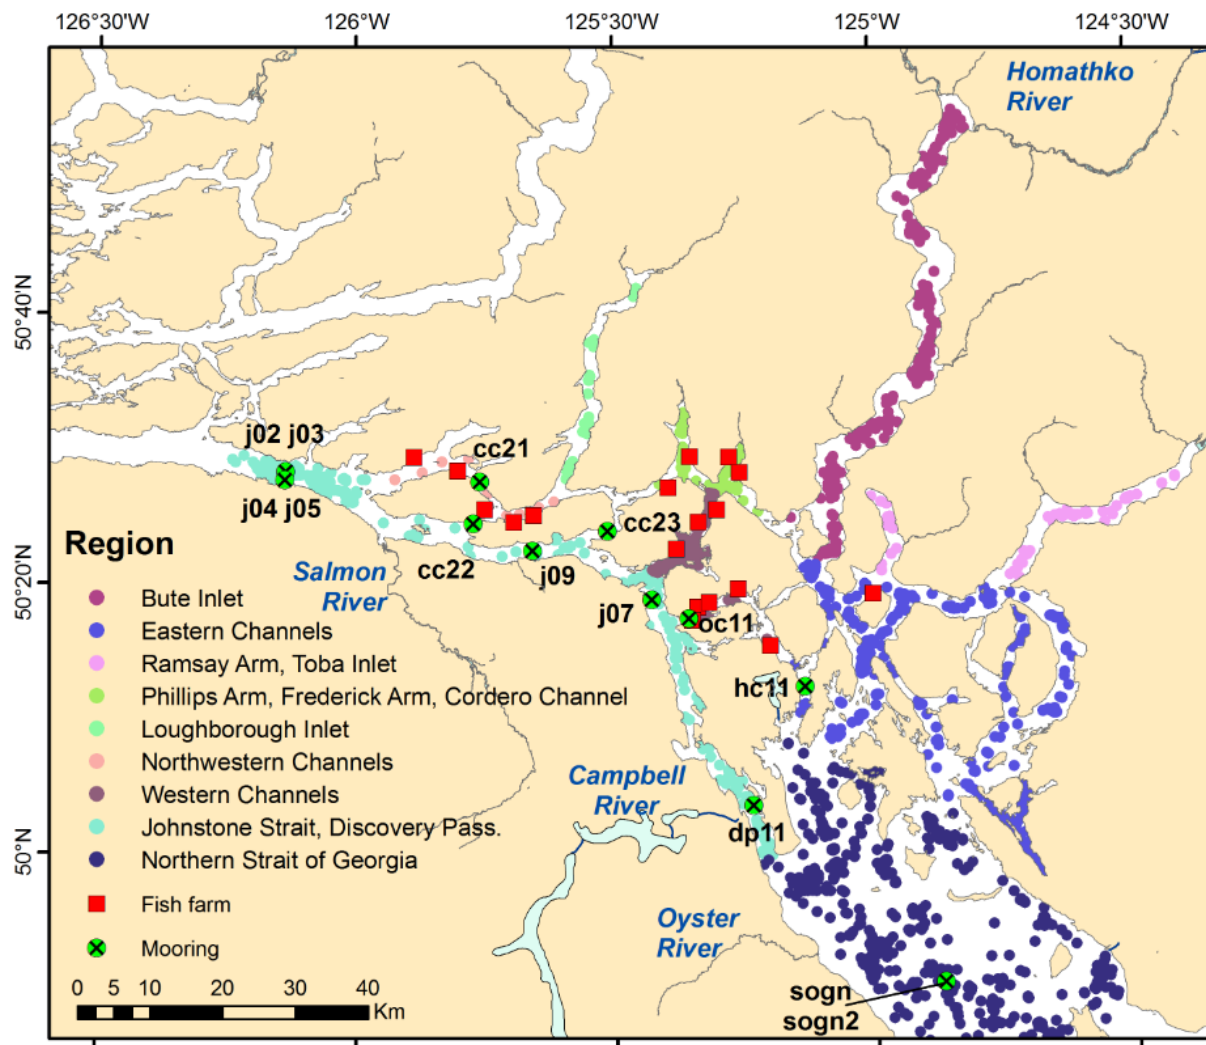 126°30'W 126°W 125°30'W 125°W 124°30'W
Homathko
River
50°40'N
j02 j03
cc21
j04 j05
cc23
Region
cc22
j09
Salmon
River
50°20'N
j07
oc11
hc11
Bute Inlet
Eastern Channels
Ramsay Arm, Toba Inlet
Phillips Arm, Frederick Arm, Cordero Channel
Loughborough Inlet
Northwestern Channels
Western Channels
Johnstone Strait, Discovery Pass.
Northern Strait of Georgia
Fish farm
Mooring
Campbell
River
dp11
50°N
Oyster
River
sogn
sogn2
0 5 10 20 30 40
Km